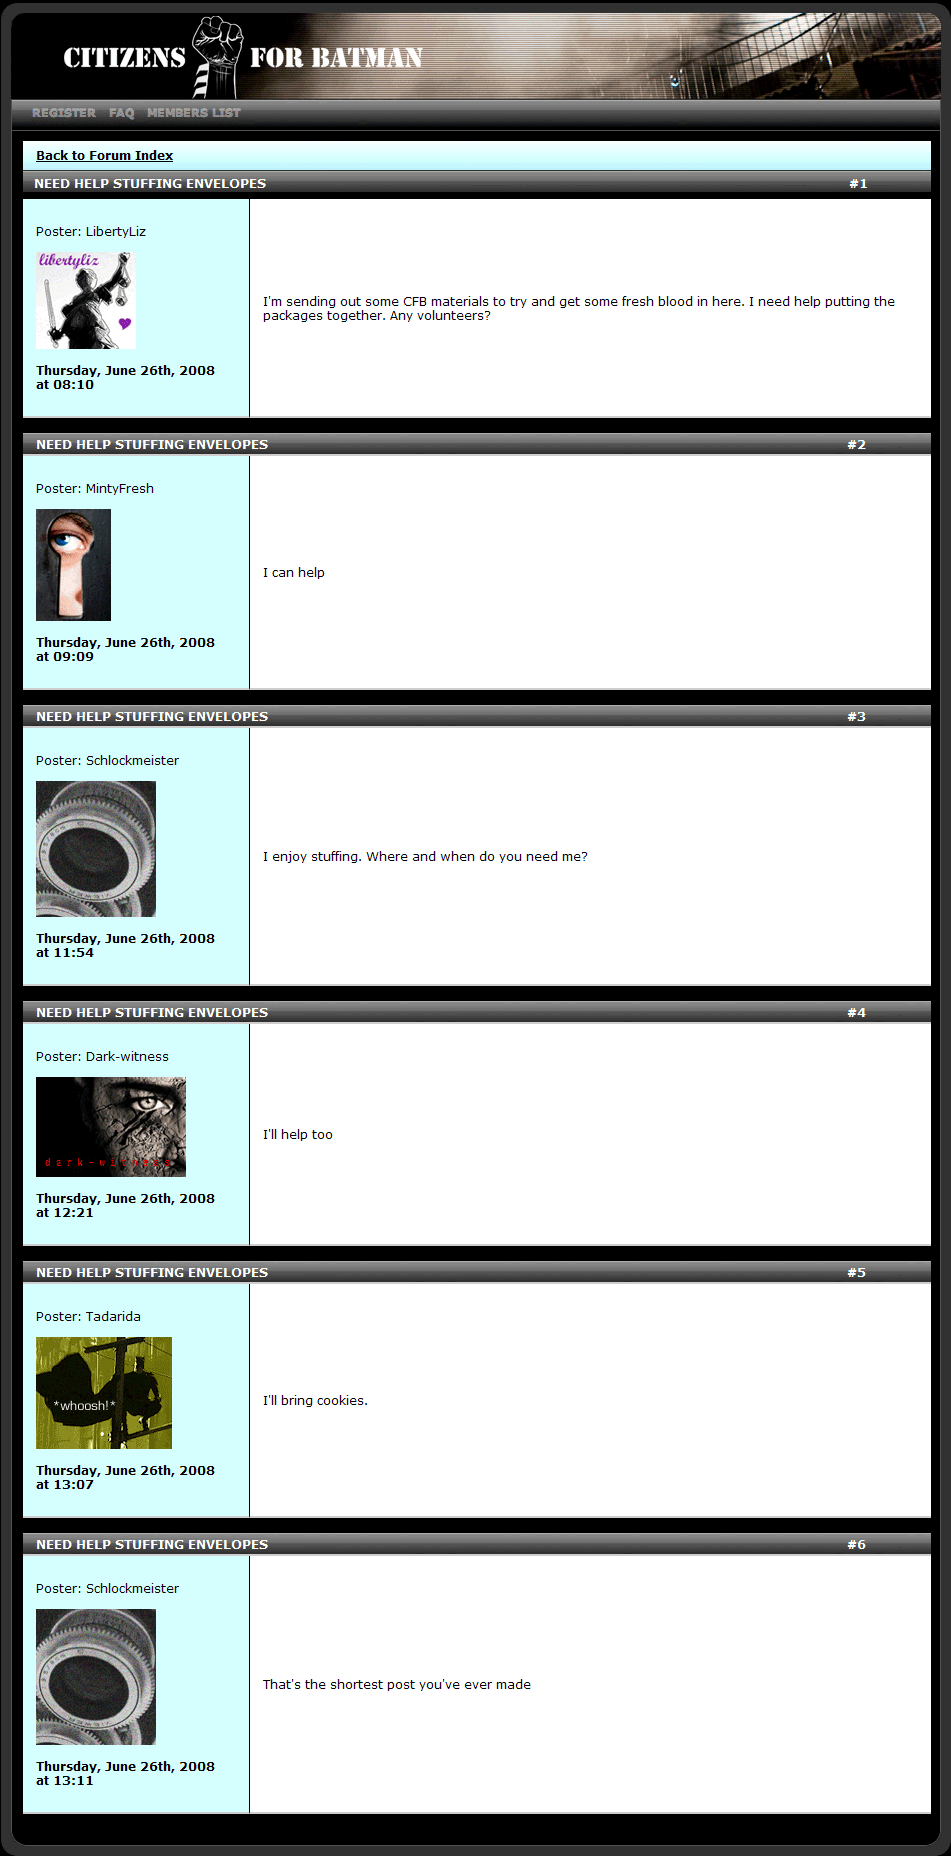 CITIZENS FOR BATMAN
REGISTER FAQ MEMBERS LIST
Back to Forum Index
NEED HELP STUFFING ENVELOPES #1
Poster: LibertyLiz
libertyliz
Thursday, June 26th, 2008
at 08:10
I'm sending out some CFB materials to try and get some fresh blood in here. I need help putting the
packages together. Any volunteers?
NEED HELP STUFFING ENVELOPES #2
Poster: MintyFresh
Thursday, June 26th, 2008
at 09:09
I can help
NEED HELP STUFFING ENVELOPES #3
Poster: Schlockmeister
Thursday, June 26th, 2008
at 11:54
I enjoy stuffing. Where and when do you need me?
NEED HELP STUFFING ENVELOPES #4
Poster: Dark-witness
dark-witness
Thursday, June 26th, 2008
at 12:21
I'll help too
NEED HELP STUFFING ENVELOPES #5
Poster: Tadarida
*whoosh!*
Thursday, June 26th, 2008
at 13:07
I'll bring cookies.
NEED HELP STUFFING ENVELOPES #6
Poster: Schlockmeister
Thursday, June 26th, 2008
at 13:11
That's the shortest post you've ever made